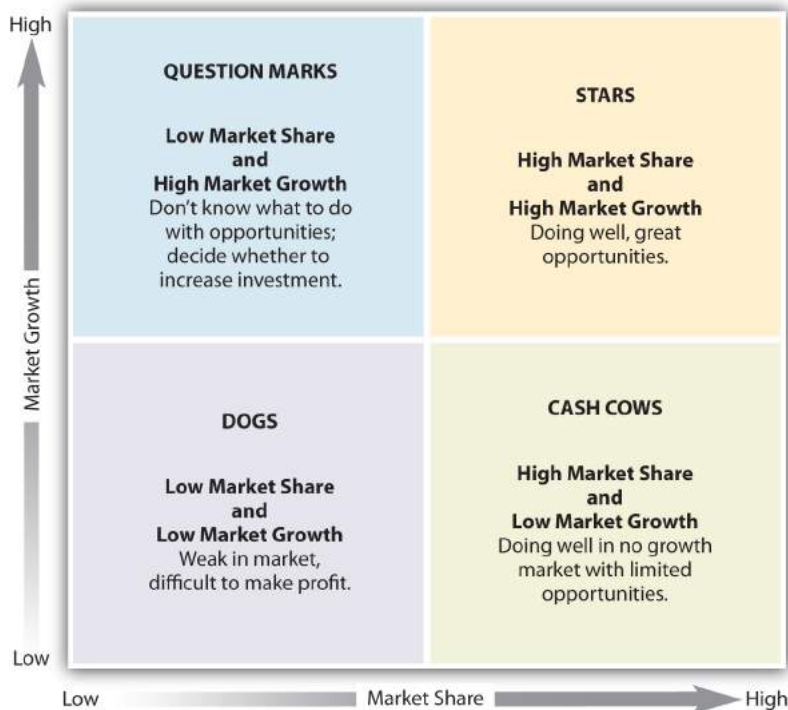 High
QUESTION MARKS
Low Market Share
and
High Market Growth
Don't know what to do
with opportunities;
decide whether to
increase investment.
STARS
High Market Share
and
High Market Growth
Doing well, great
opportunities.
Market Growth
DOGS
Low Market Share
and
Low Market Growth
Weak in market,
difficult to make profit.
CASH COWS
High Market Share
and
Low Market Growth
Doing well in no growth
market with limited
opportunities.
Low
Low
Market Share
High